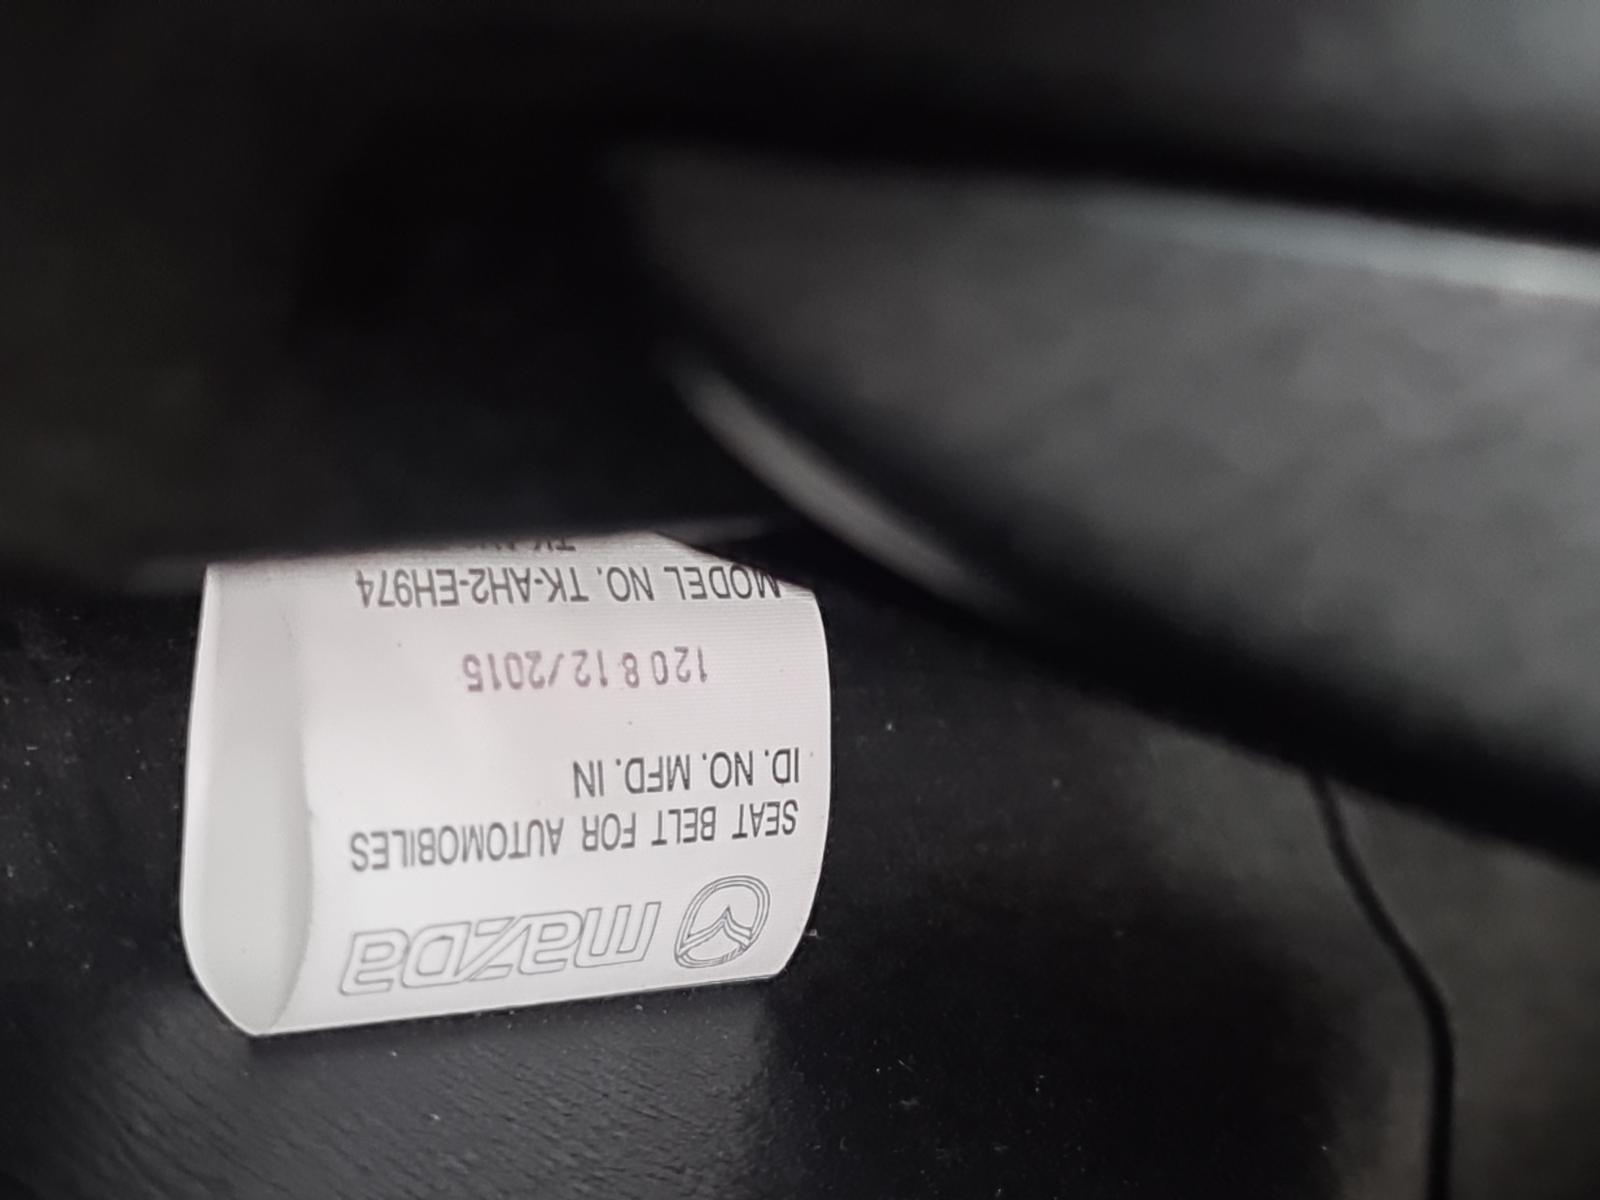 mazda
SEAT BELT FOR AUTOMOBILES
ID. NO. MFD. IN
120 8 12/2015
MODEL NO. TK-AH2-EH974